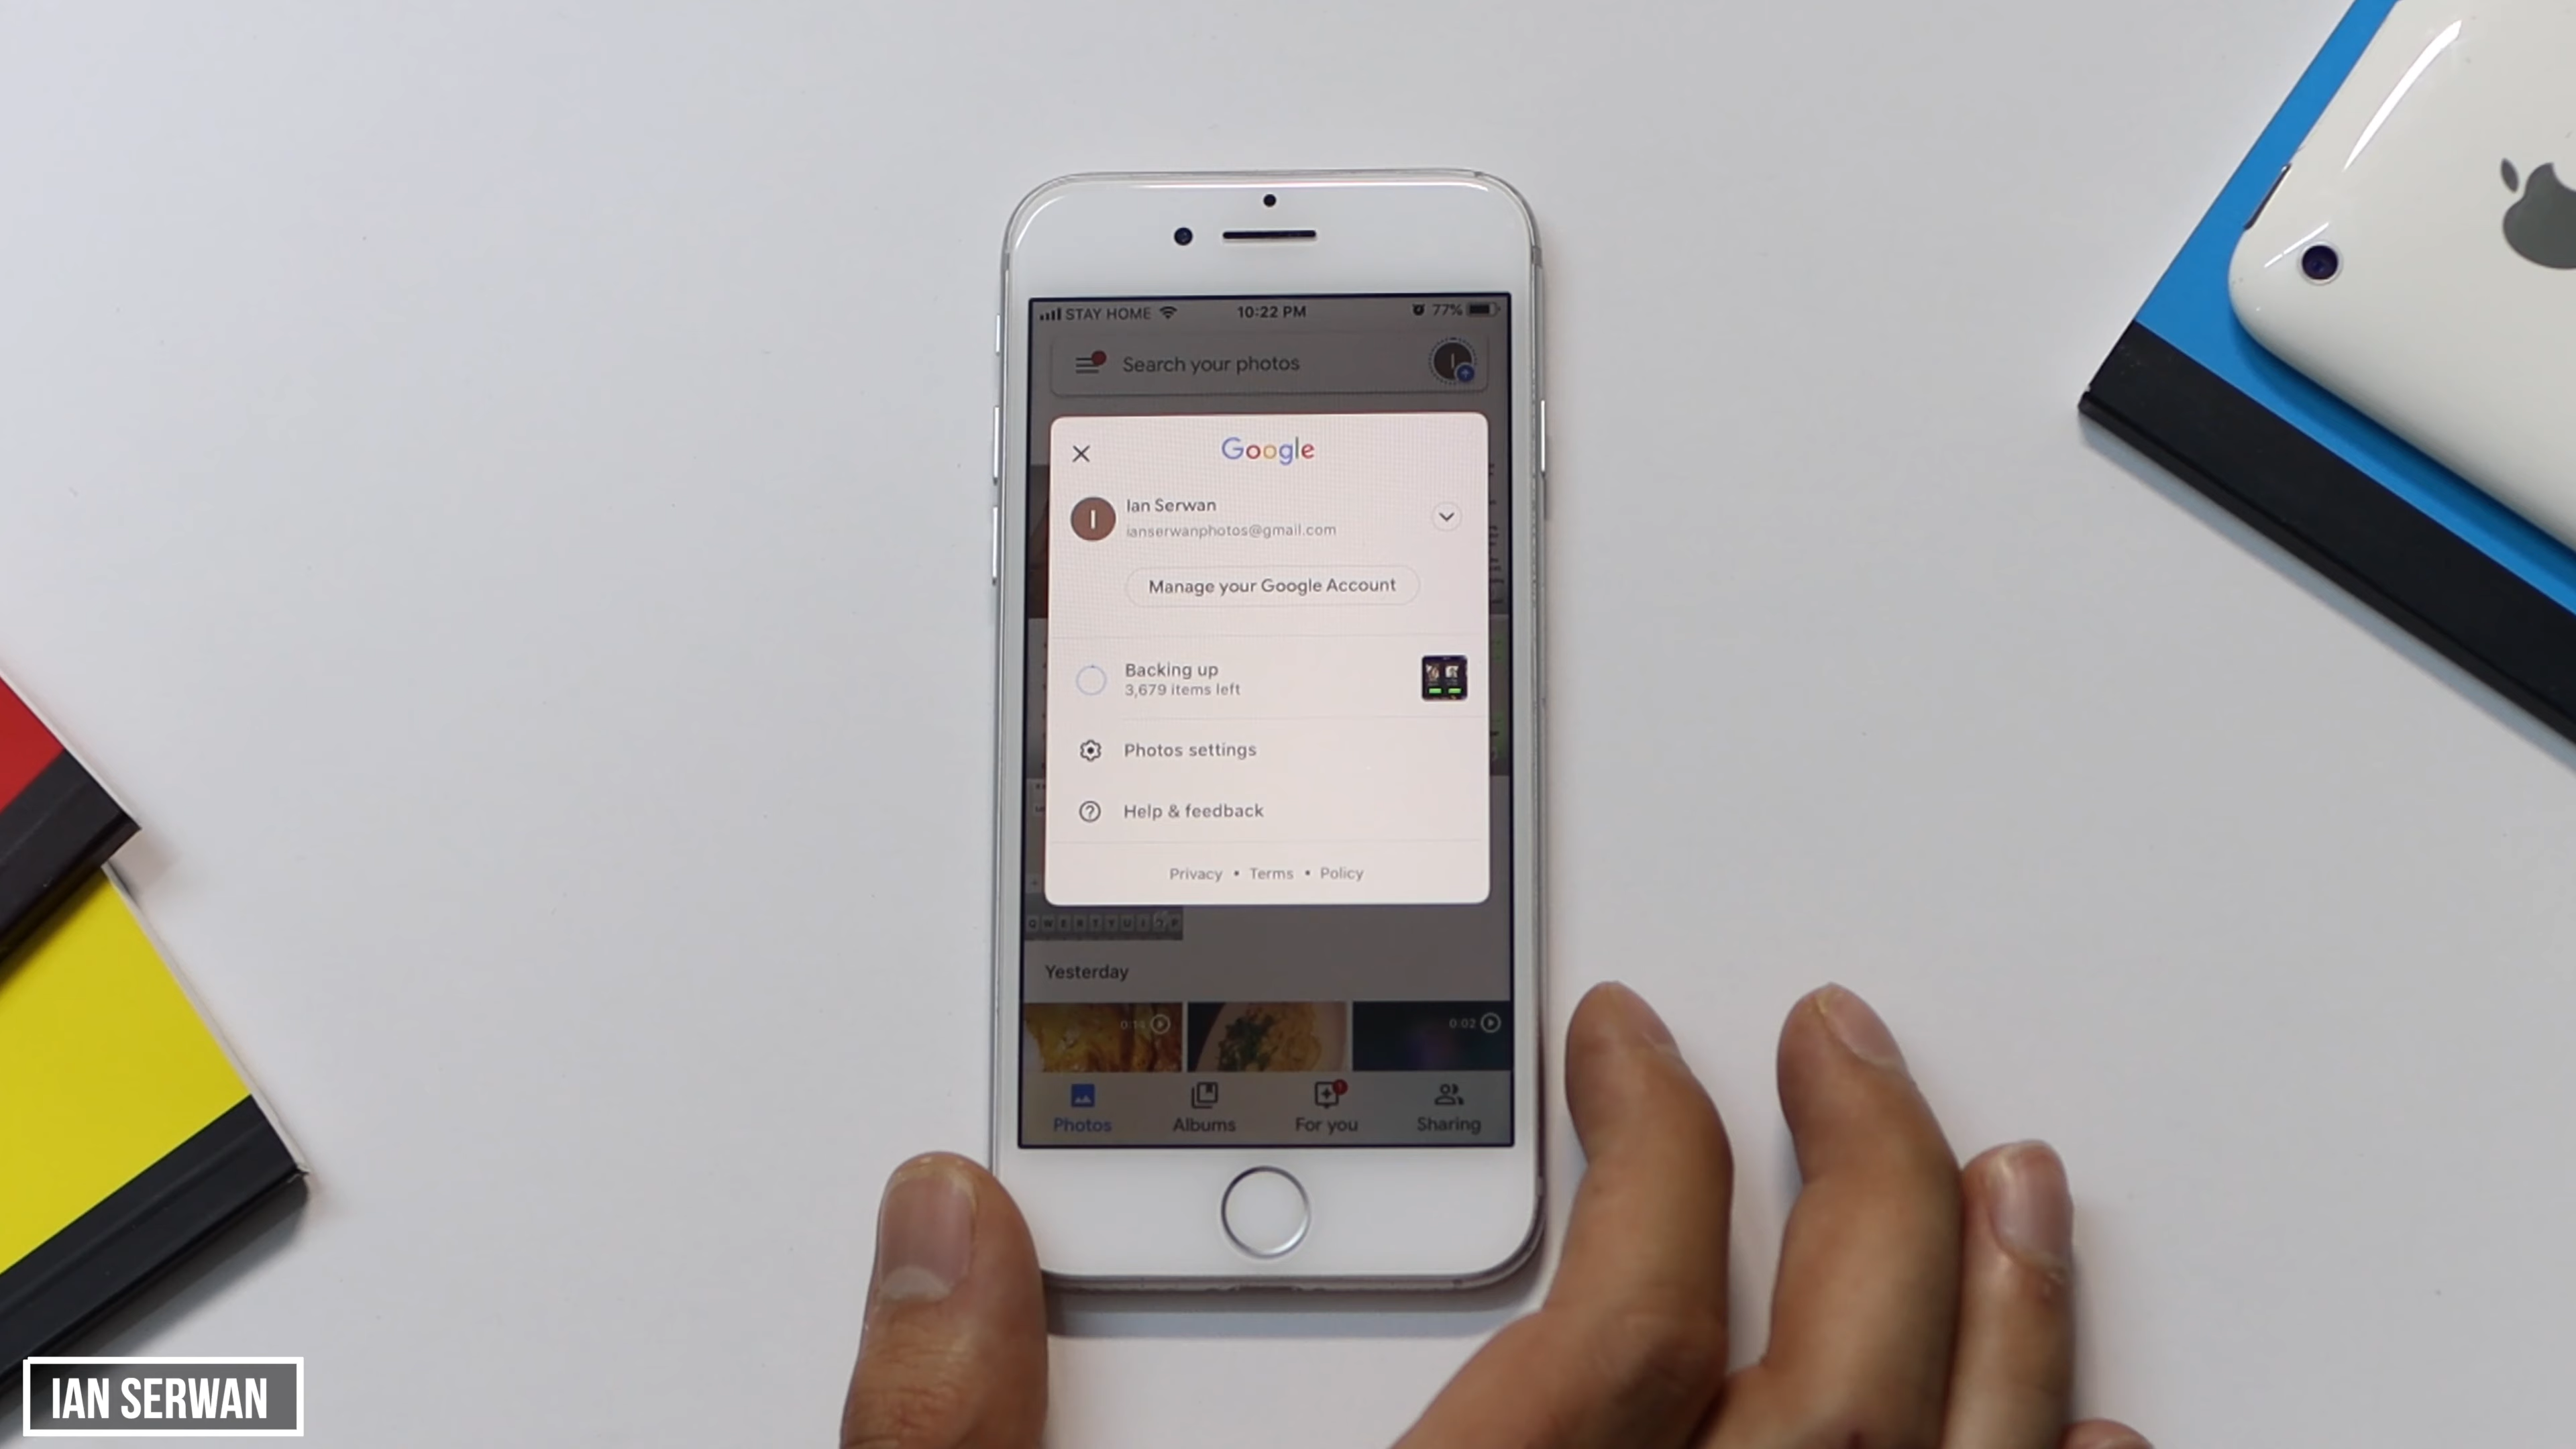 STAY HOME 10:22 PM 77%
Search your photos
Google
I
Ian Serwan
ianserwanphotos@gmail.com
Manage your Google Account
Backing up
3,679 items left
Photos settings
Help & feedback
Privacy • Terms • Policy
Q W E R T Y U I O P
Yesterday
0:14
0:02
Photos Albums For you Sharing
IAN SERWAN